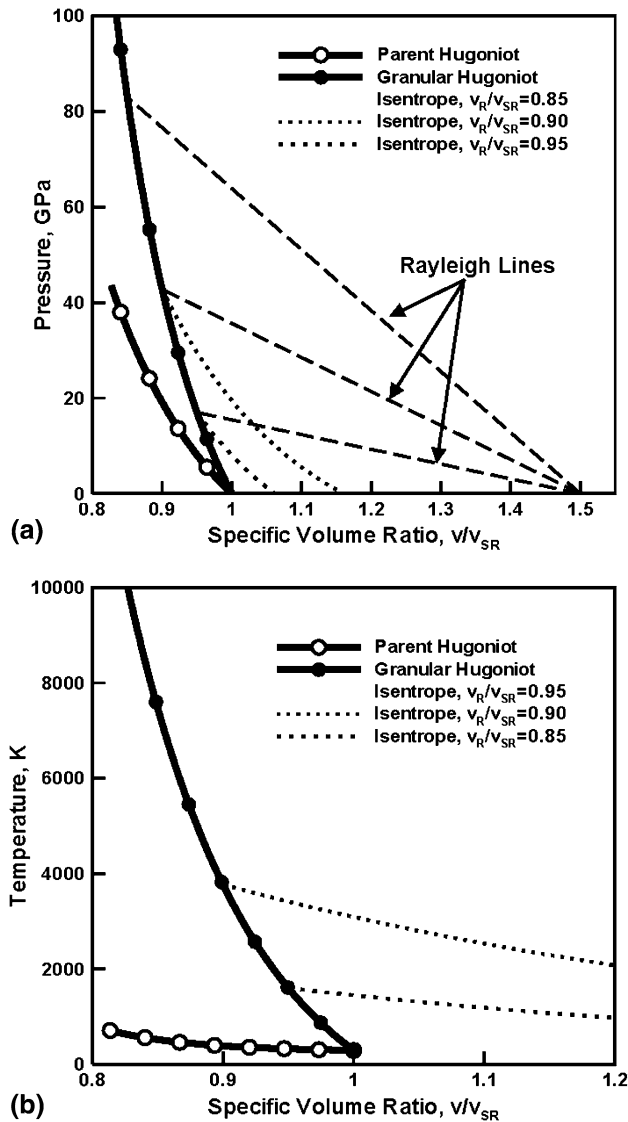 100
80
60
40
20
0
Pressure, GPa
Parent Hugoniot
Granular Hugoniot
Isentrope, vR/vSR=0.85
Isentrope, vR/vSR=0.90
Isentrope, vR/vSR=0.95
Rayleigh Lines
0.8 0.9 1 1.1 1.2 1.3 1.4 1.5
(a)
Specific Volume Ratio, v/vSR
10000
8000
6000
4000
2000
0
Temperature, K
Parent Hugoniot
Granular Hugoniot
Isentrope, vR/vSR=0.95
Isentrope, vR/vSR=0.90
Isentrope, vR/vSR=0.85
0.8 0.9 1 1.1 1.2
(b)
Specific Volume Ratio, v/vSR